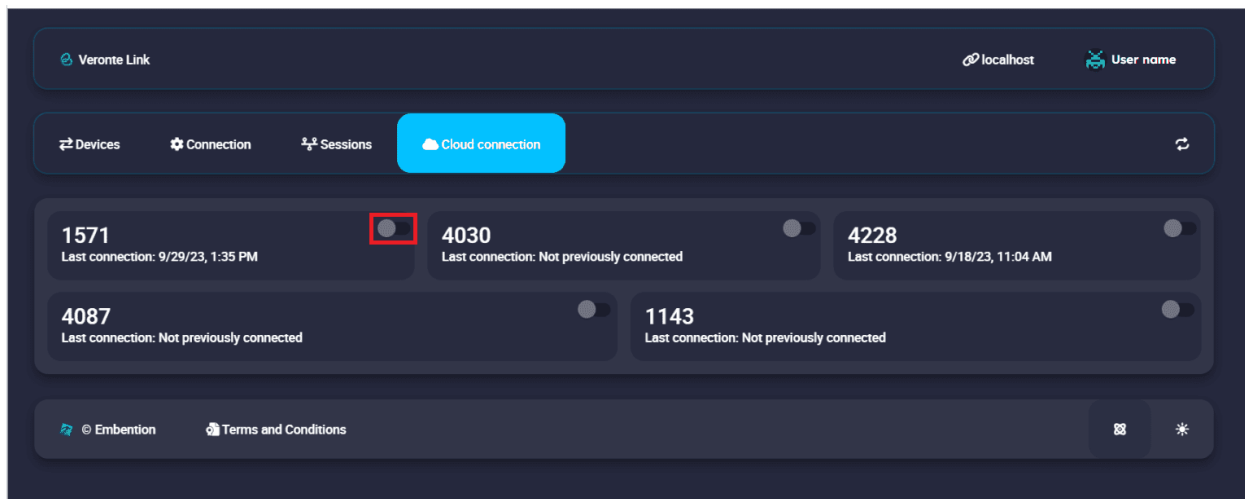 Veronte Link
localhost
User name
Devices
Connection
Sessions
Cloud connection
1571
Last connection: 9/29/23, 1:35 PM
4030
Last connection: Not previously connected
4228
Last connection: 9/18/23, 11:04 AM
4087
Last connection: Not previously connected
1143
Last connection: Not previously connected
© Embention
Terms and Conditions